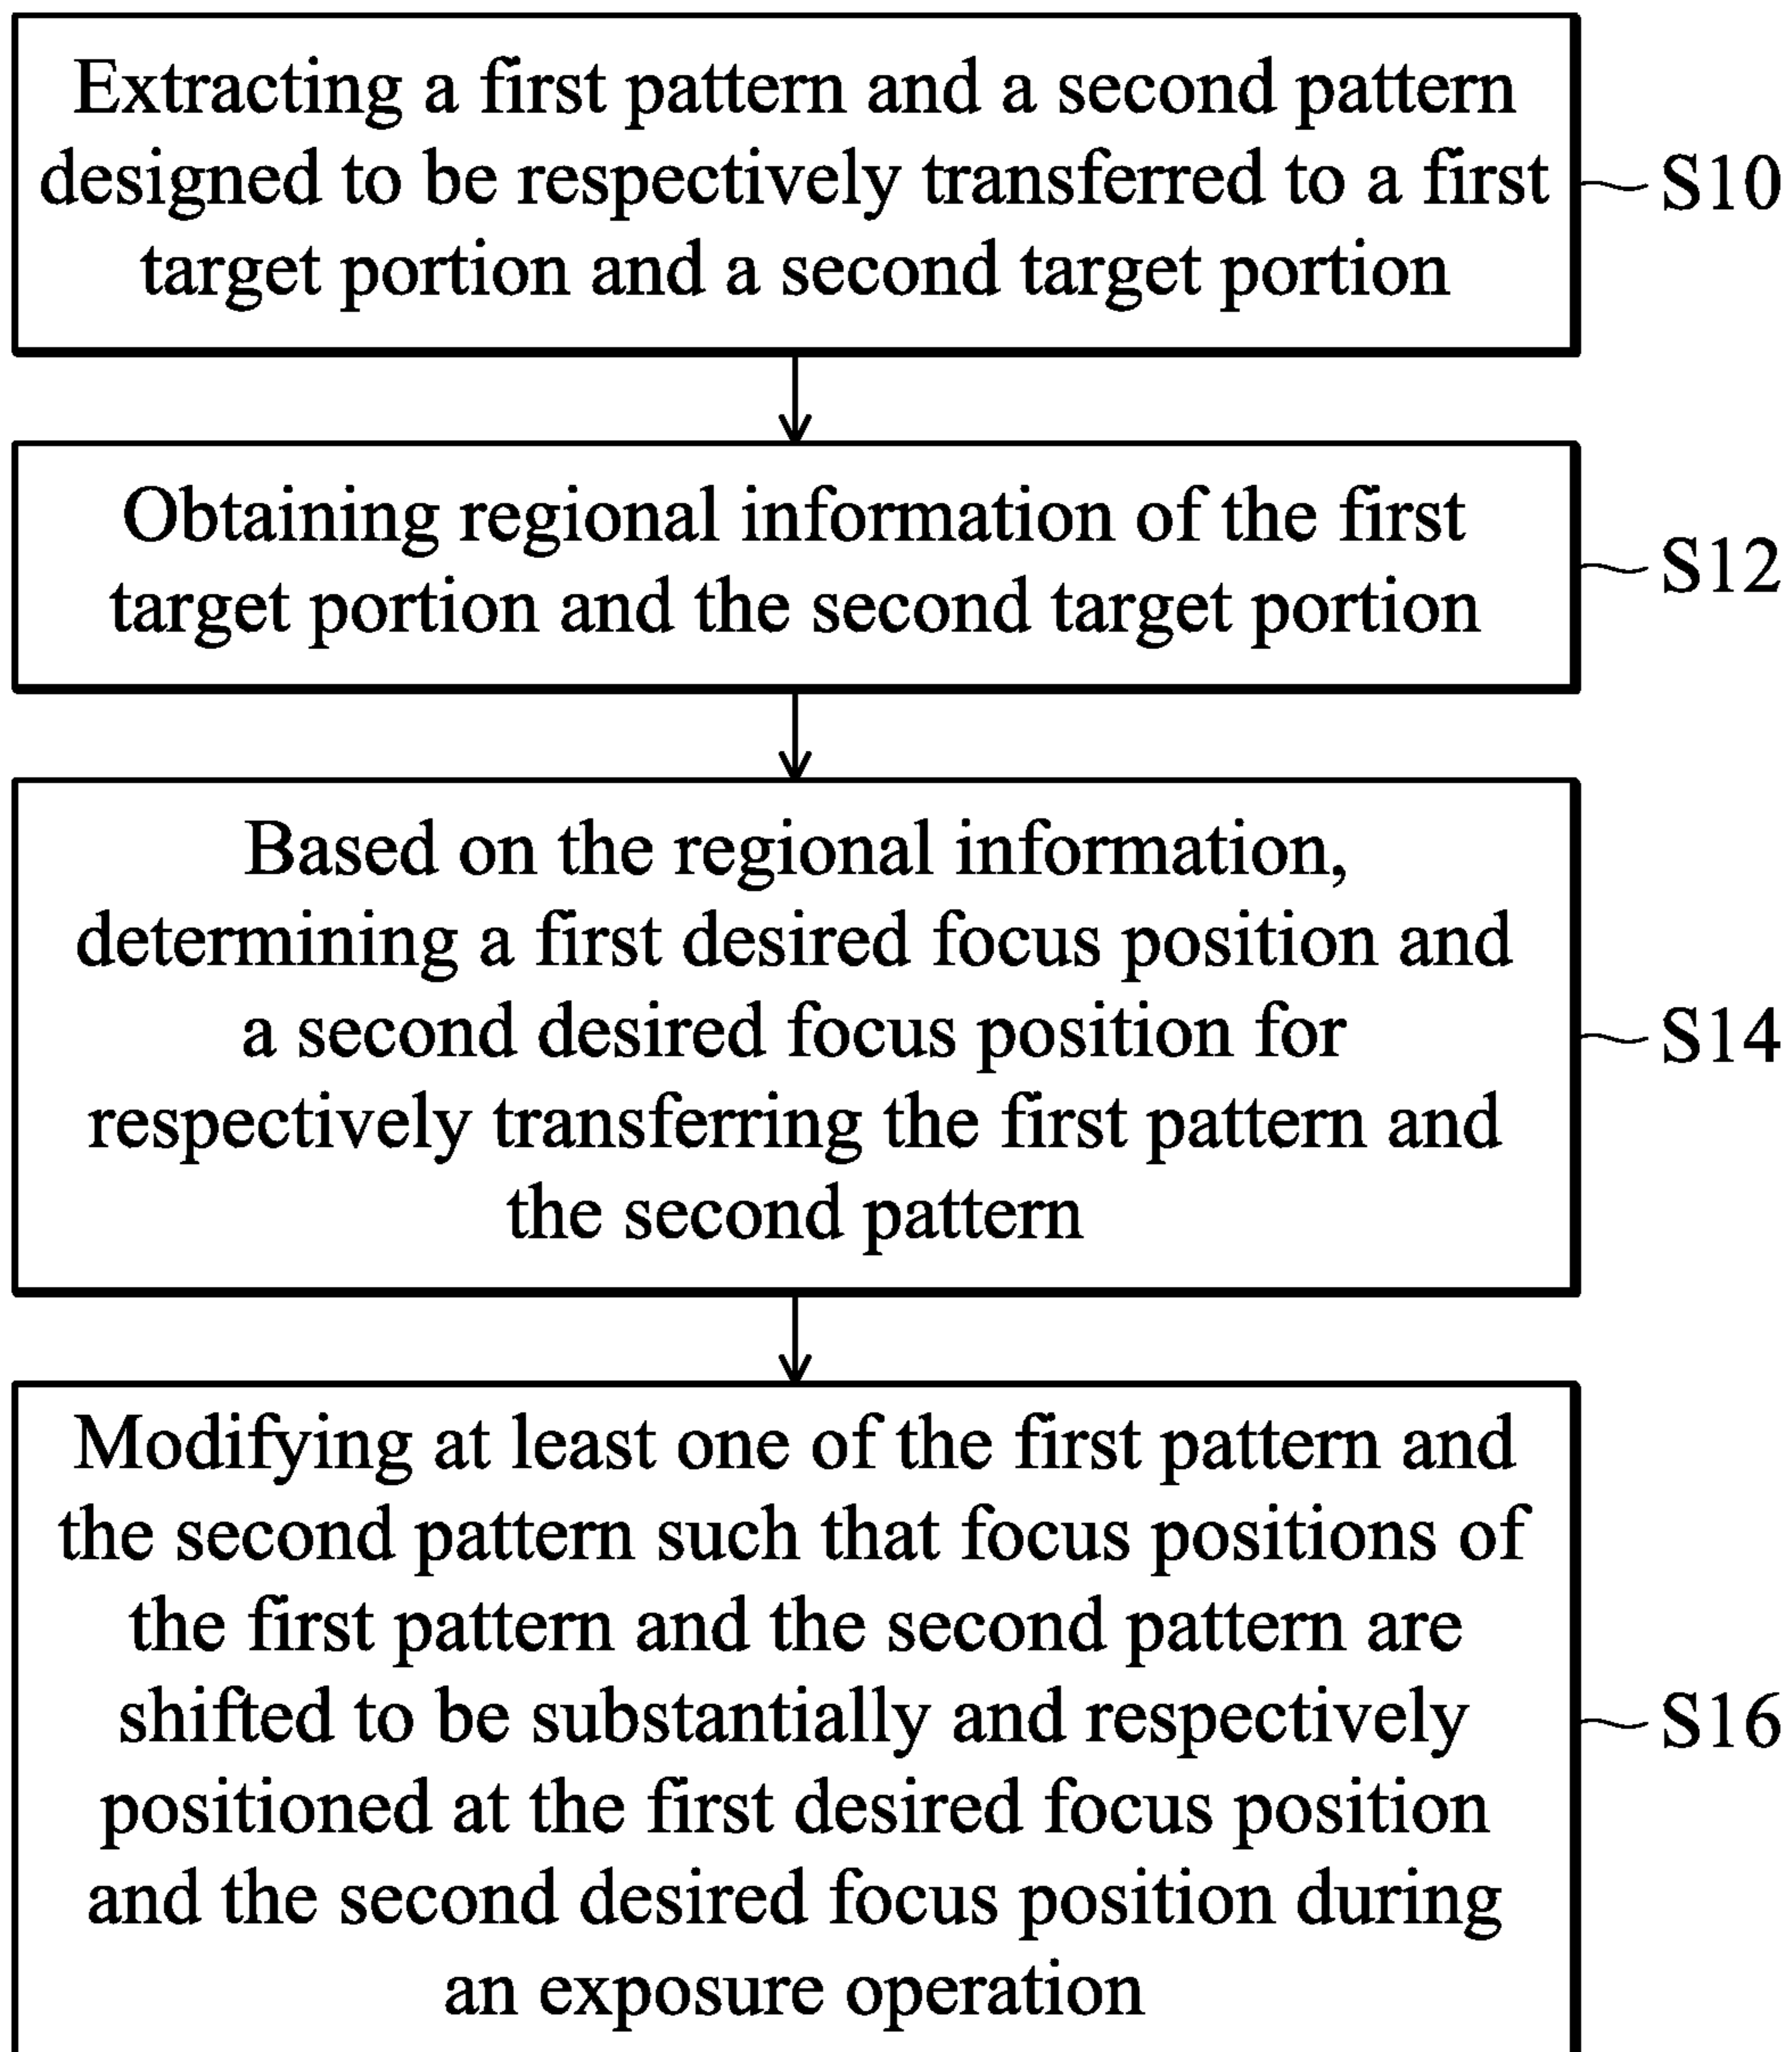 Extracting a first pattern and a second pattern
designed to be respectively transferred to a first
target portion and a second target portion
S10
Obtaining regional information of the first
target portion and the second target portion
S12
Based on the regional information,
determining a first desired focus position and
a second desired focus position for
respectively transferring the first pattern and
the second pattern
S14
Modifying at least one of the first pattern and
the second pattern such that focus positions of
the first pattern and the second pattern are
shifted to be substantially and respectively
positioned at the first desired focus position
and the second desired focus position during
an exposure operation
S16